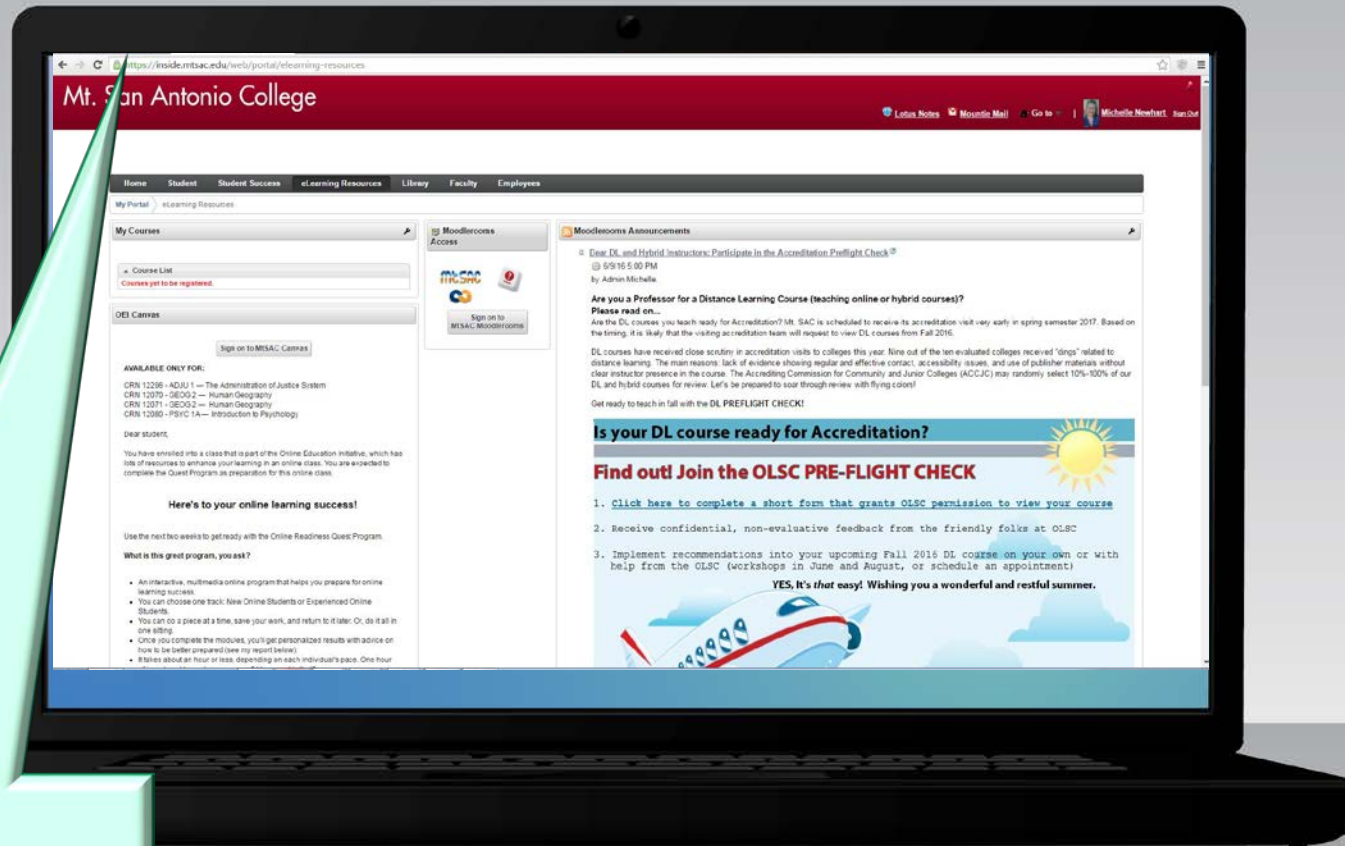 https://inside.mtsac.edu/web/portal/elearning-resources
Mt. San Antonio College
Lotus Notes Mountie Mail Go to | Michelle Newhart Sign Out
Home Student Student Success eLearning Resources Library Faculty Employees
My Portal eLearning Resources
My Courses
Course List
Courses yet to be registered.
OEI Canvas
Sign on to MtSAC Canvas
AVAILABLE ONLY FOR:
CRN 12296 - ADJU 1 — The Administration of Justice System
CRN 12070 - GEOG 2 — Human Geography
CRN 12071 - GEOG 2 — Human Geography
CRN 12080 - PSYC 1A — Introduction to Psychology
Dear student,
You have enrolled into a class that is part of the Online Education Initiative, which has
lots of resources to enhance your learning in an online class. You are expected to
complete the Quest Program as preparation for this online class.
Here's to your online learning success!
Use the next two weeks to get ready with the Online Readiness Quest Program.
What is this great program, you ask?
• An interactive, multimedia online program that helps you prepare for online
learning success.
• You can choose one track: New Online Students or Experienced Online
Students.
• You can do a piece at a time, save your work, and return to it later. Or, do it all in
one sitting.
• Once you complete the modules, you'll get personalized results with advice on
how to be better prepared (see my report below).
• It takes about an hour or less, depending on each individual's pace. One hour
Moodlerooms
Access
mtSAC
Sign on to
MTSAC Moodlerooms
Moodlerooms Announcements
Dear DL and Hybrid Instructors: Participate in the Accreditation Preflight Check
6/9/16 5:00 PM
by Admin Michelle.
Are you a Professor for a Distance Learning Course (teaching online or hybrid courses)?
Please read on...
Are the DL courses you teach ready for Accreditation? Mt. SAC is scheduled to receive its accreditation visit very early in spring semester 2017. Based on
the timing, it is likely that the visiting accreditation team will request to view DL courses from Fall 2016.
DL courses have received close scrutiny in accreditation visits to colleges this year. Nine out of the ten evaluated colleges received "dings" related to
distance learning. The main reasons: lack of evidence showing regular and effective contact, accessibility issues, and use of publisher materials without
clear instructor presence in the course. The Accrediting Commission for Community and Junior Colleges (ACCJC) may randomly select 10%-100% of our
DL and hybrid courses for review. Let's be prepared to soar through review with flying colors!
Get ready to teach in fall with the DL PREFLIGHT CHECK!
Is your DL course ready for Accreditation?
Find out! Join the OLSC PRE-FLIGHT CHECK
1. Click here to complete a short form that grants OLSC permission to view your course
2. Receive confidential, non-evaluative feedback from the friendly folks at OLSC
3. Implement recommendations into your upcoming Fall 2016 DL course on your own or with
help from the OLSC (workshops in June and August, or schedule an appointment)
YES, It's that easy! Wishing you a wonderful and restful summer.